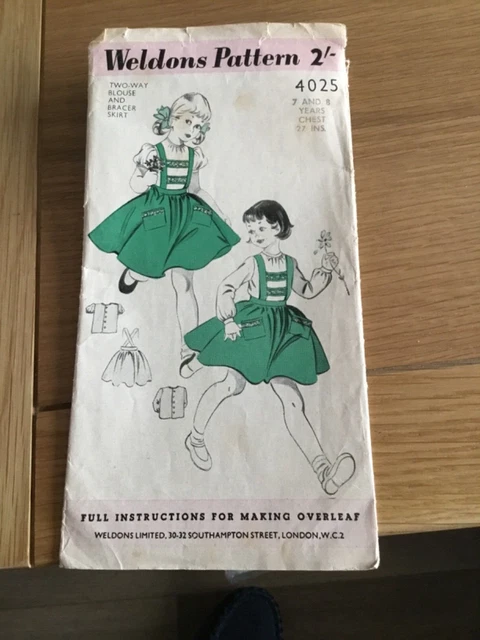 Weldons Pattern 2/-
TWO-WAY
BLOUSE
AND
BRACER
SKIRT
4025
7 AND 8
YEARS
CHEST
27 INS.
FULL INSTRUCTIONS FOR MAKING OVERLEAF
WELDONS LIMITED, 30-32 SOUTHAMPTON STREET, LONDON, W.C.2